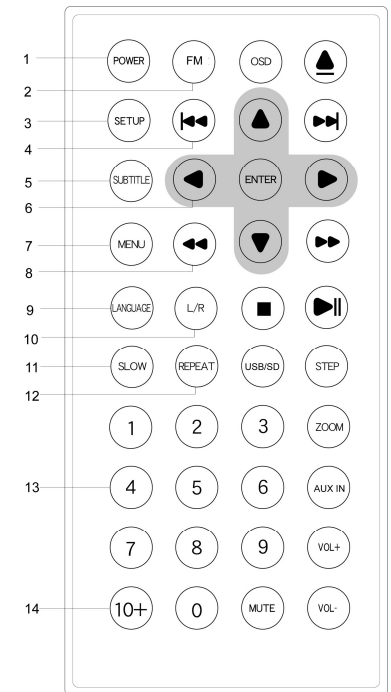 1 POWER FM OSD
2
3 SETUP
4
5 SUBTITLE ENTER
6
7 MENU
8
9 LANGUAGE L/R
10
11 SLOW REPEAT USB/SD STEP
12
1 2 3 ZOOM
13 4 5 6 AUX IN
7 8 9 VOL+
14 10+ 0 MUTE VOL-